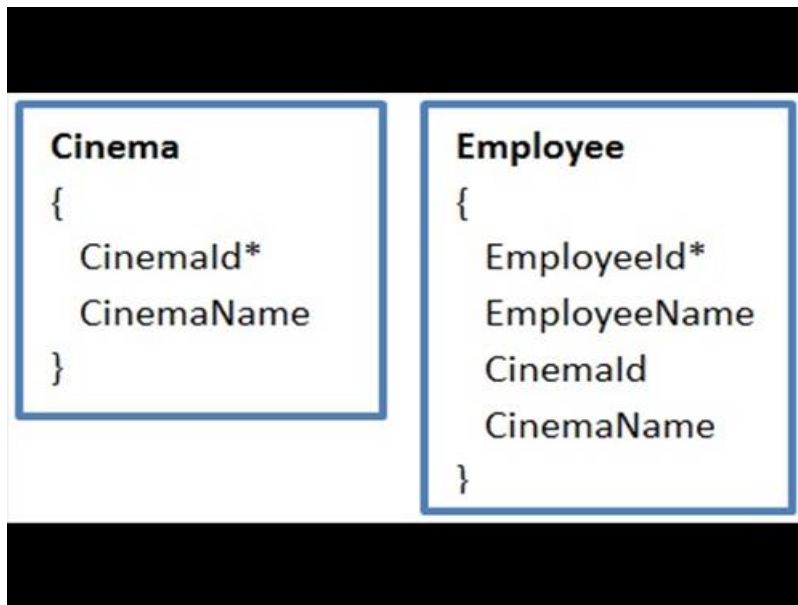 Cinema
{
CinemaId*
CinemaName
}
Employee
{
EmployeeId*
EmployeeName
CinemaId
CinemaName
}